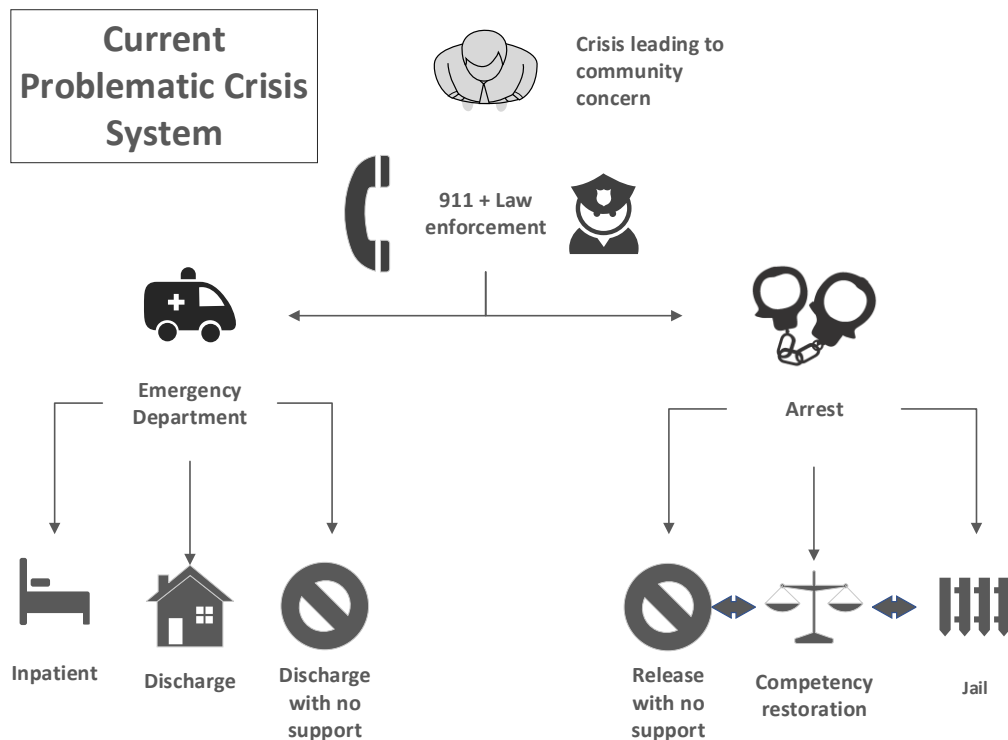 Current
Problematic Crisis
System
Crisis leading to
community
concern
911 + Law
enforcement
Emergency
Department
Arrest
Inpatient
Discharge
Discharge
with no
support
Release
with no
support
Competency
restoration
Jail